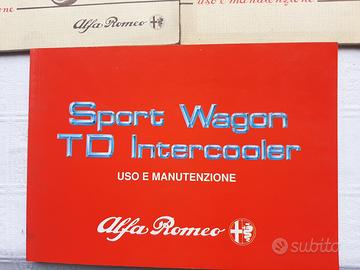 Alfa Romeo
uso e manutenzione
Sport Wagon
TD Intercooler
USO E MANUTENZIONE
Alfa Romeo
subito